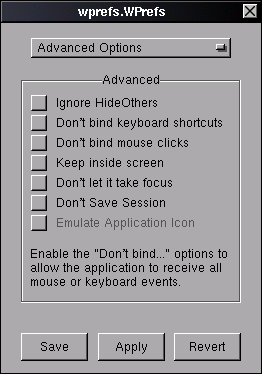 wprefs.WPrefs
Advanced Options
Advanced
Ignore HideOthers
Don't bind keyboard shortcuts
Don't bind mouse clicks
Keep inside screen
Don't let it take focus
Don't Save Session
Emulate Application Icon
Enable the "Don't bind..." options to
allow the application to receive all
mouse or keyboard events.
Save Apply Revert